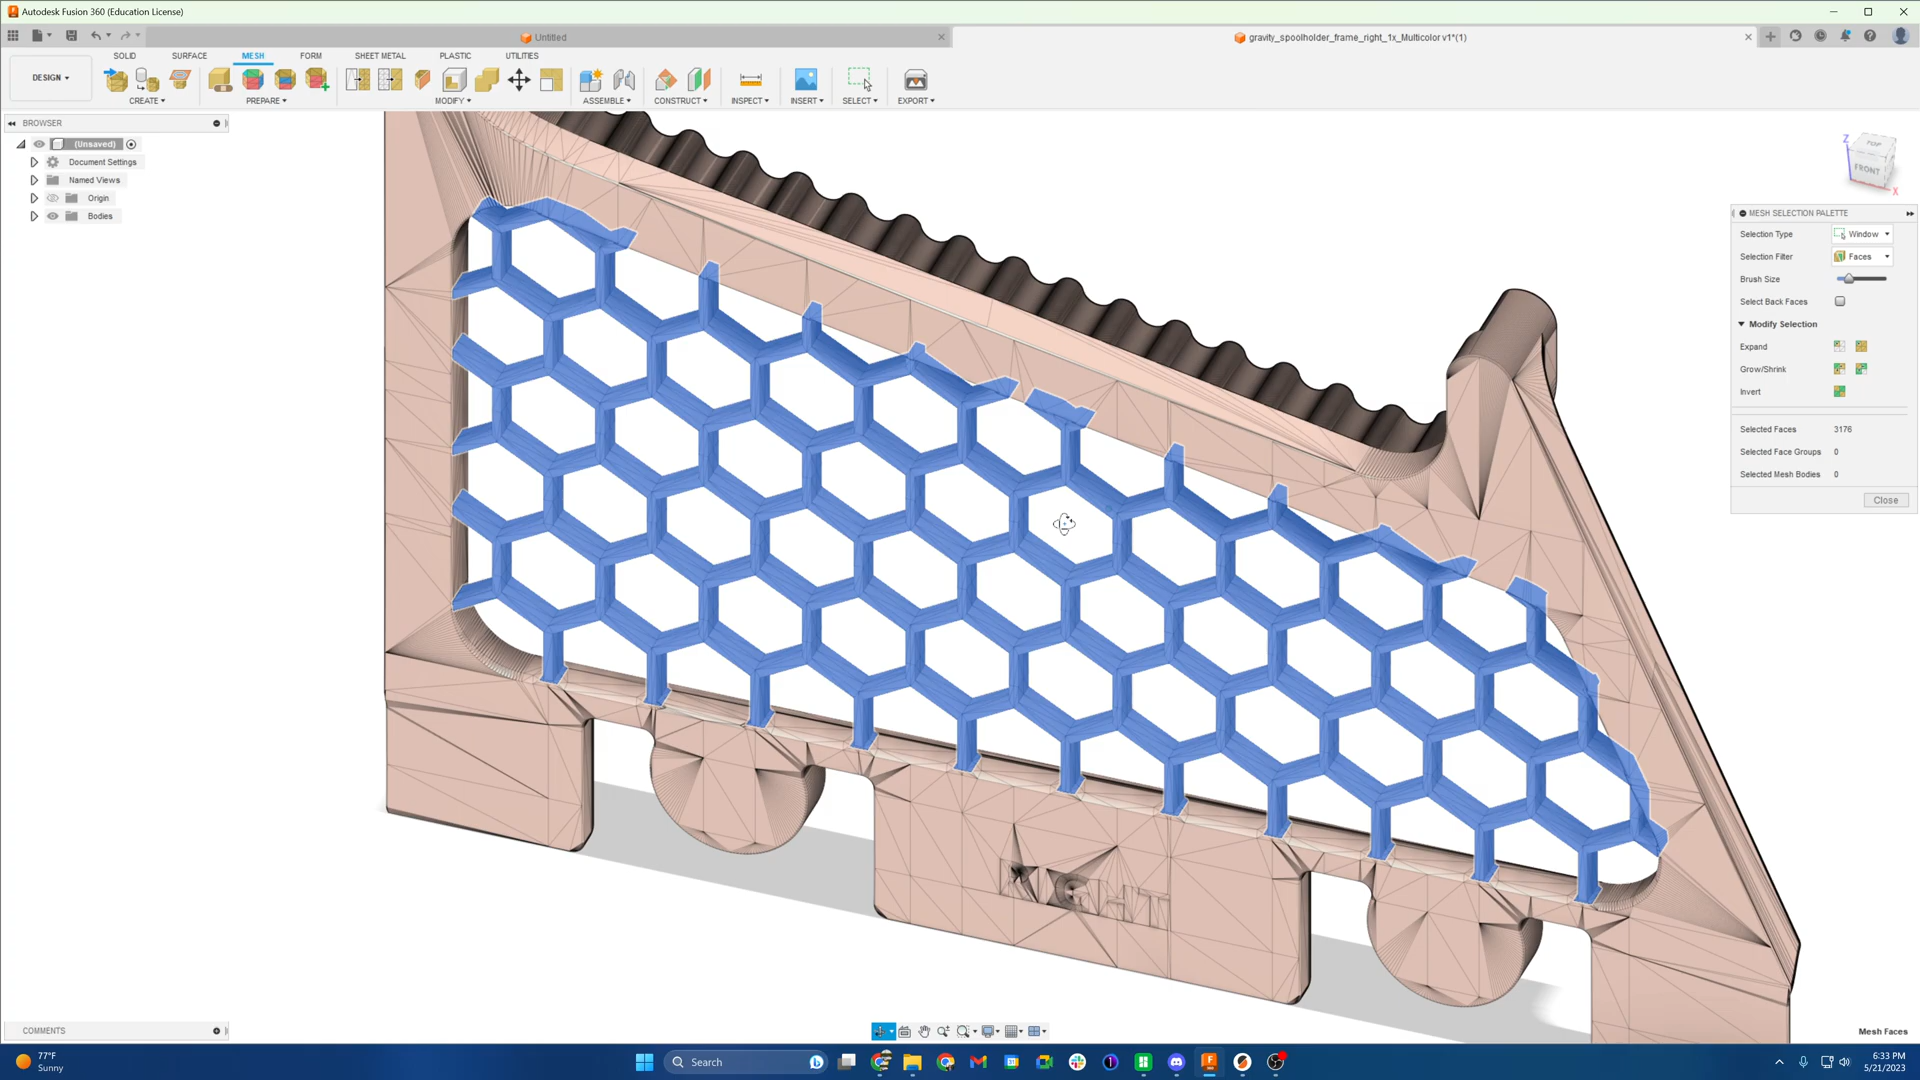 Autodesk Fusion 360 (Education License)
Untitled
gravity_spoolholder_frame_right_1x_Multicolor v1*(1)
SOLID
SURFACE
MESH
FORM
SHEET METAL
PLASTIC
UTILITIES
DESIGN
CREATE
PREPARE
MODIFY
ASSEMBLE
CONSTRUCT
INSPECT
INSERT
SELECT
EXPORT
BROWSER
(Unsaved)
Document Settings
Named Views
Origin
Bodies
TOP
FRONT
Z
X
MESH SELECTION PALETTE
Selection Type
Window
Selection Filter
Faces
Brush Size
Select Back Faces
Modify Selection
Expand
Grow/Shrink
Invert
Selected Faces 3176
Selected Face Groups 0
Selected Mesh Bodies 0
Close
COMMENTS
Mesh Faces
77°F
Sunny
Search
6:33 PM
5/21/2023